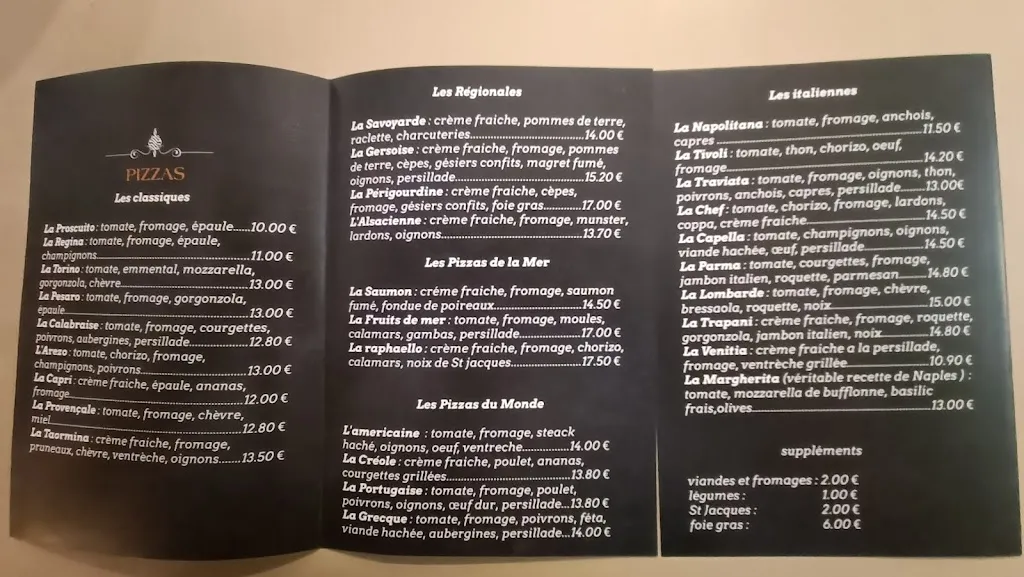 PIZZAS
Les classiques
La Proscuito : tomate, fromage, épaule.....10.00 €
La Regina : tomate, fromage, épaule,
champignons...11.00 €
La Torino : tomate, emmental, mozzarella,
gorgonzola, chèvre...13.00 €
La Pesaro : tomate, fromage, gorgonzola,
épaule...13.00 €
La Calabraise : tomate, fromage, courgettes,
poivrons, aubergines, persillade...12.80 €
L'Arezo : tomate, chorizo, fromage,
champignons, poivrons...13.00 €
La Capri : crème fraiche, épaule, ananas,
fromage...12.00 €
La Provençale : tomate, fromage, chèvre,
miel...12.80 €
La Taormina : crème fraiche, fromage,
pruneaux, chèvre, ventrèche, oignons......13.50 €
Les Régionales
La Savoyarde : crème fraiche, pommes de terre,
raclette, charcuteries...14.00 €
La Gersoise : crème fraiche, fromage, pommes
de terre, cèpes, gésiers confits, magret fumé,
oignons, persillade...15.20 €
La Périgourdine : crème fraiche, cèpes,
fromage, gésiers confits, foie gras...17.00 €
L'Alsacienne : crème fraiche, fromage, munster,
lardons, oignons...13.70 €
Les Pizzas de la Mer
La Saumon : créme fraiche, fromage, saumon
fumé, fondue de poireaux...14.50 €
La Fruits de mer : tomate, fromage, moules,
calamars, gambas, persillade...17.00 €
La raphaello : crème fraiche, fromage, chorizo,
calamars, noix de St jacques...17.50 €
Les Pizzas du Monde
L'americaine : tomate, fromage, steack
haché, oignons, oeuf, ventreche...14.00 €
La Créole : crème fraiche, poulet, ananas,
courgettes grillées...13.80 €
La Portugaise : tomate, fromage, poulet,
poivrons, oignons, œuf dur, persillade...13.80 €
La Grecque : tomate, fromage, poivrons, féta,
viande hachée, aubergines, persillade...14.00 €
Les italiennes
La Napolitana : tomate, fromage, anchois,
capres...11.50 €
La Tivoli : tomate, thon, chorizo, oeuf,
fromage...14.20 €
La Traviata : tomate, fromage, oignons, thon,
poivrons, anchois, capres, persillade...13.00€
La Chef : tomate, chorizo, fromage, lardons,
coppa, crème fraiche...14.50 €
La Capella : tomate, champignons, oignons,
viande hachée, œuf, persillade...14.50 €
La Parma : tomate, courgettes, fromage,
jambon italien, roquette, parmesan...14.80 €
La Lombarde : tomate, fromage, chèvre,
bressaola, roquette, noix...15.00 €
La Trapani : crème fraiche, fromage, roquette,
gorgonzola, jambon italien, noix...14.80 €
La Venitia : crème fraiche a la persillade,
fromage, ventrèche grillée...10.90 €
La Margherita (véritable recette de Naples ) :
tomate, mozzarella de bufflonne, basilic
frais,olives...13.00 €
suppléments
viandes et fromages : 2.00 €
légumes : 1.00 €
St Jacques : 2.00 €
foie gras : 6.00 €